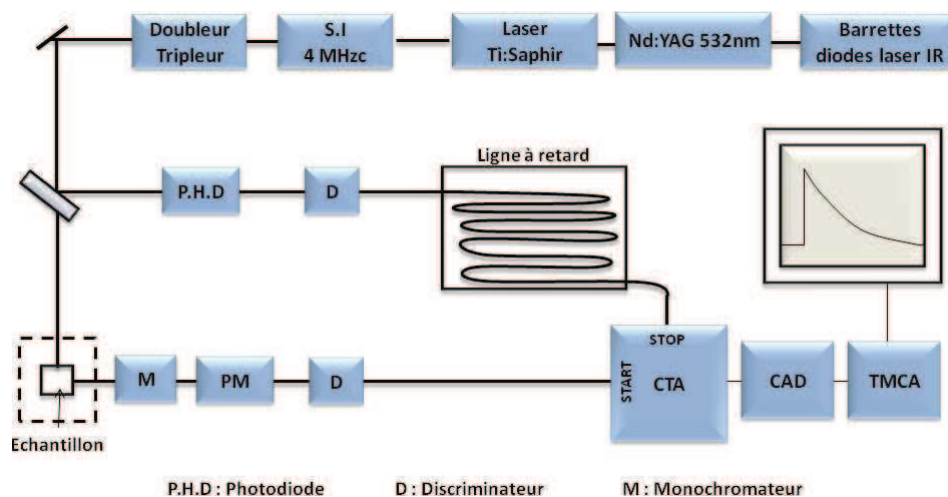 Doubleur
Tripleur
S.I
4 MHzc
Laser
Ti:Saphir
Nd:YAG 532nm
Barrettes
diodes laser IR
Ligne à retard
P.H.D
D
STOP
START
CTA
CAD
TMCA
M
PM
D
Echantillon
P.H.D : Photodiode
D : Discriminateur
M : Monochromateur